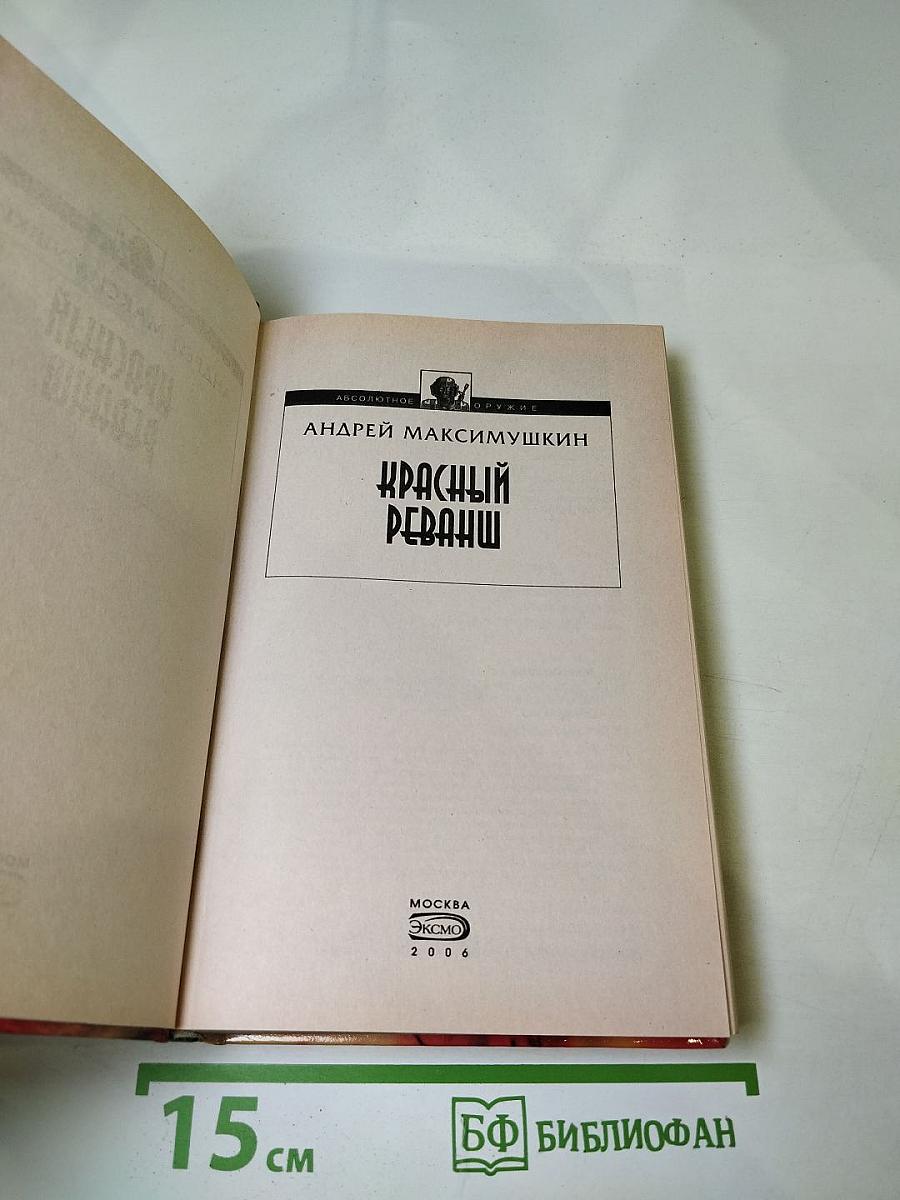 АБСОЛЮТНОЕ ОРУЖИЕ
АНДРЕЙ МАКСИМУШКИН
КРАСНЫЙ
РЕВАНШ
МОСКВА
ЭКСМО
2006
15 СМ
БФ БИБЛИОФАН